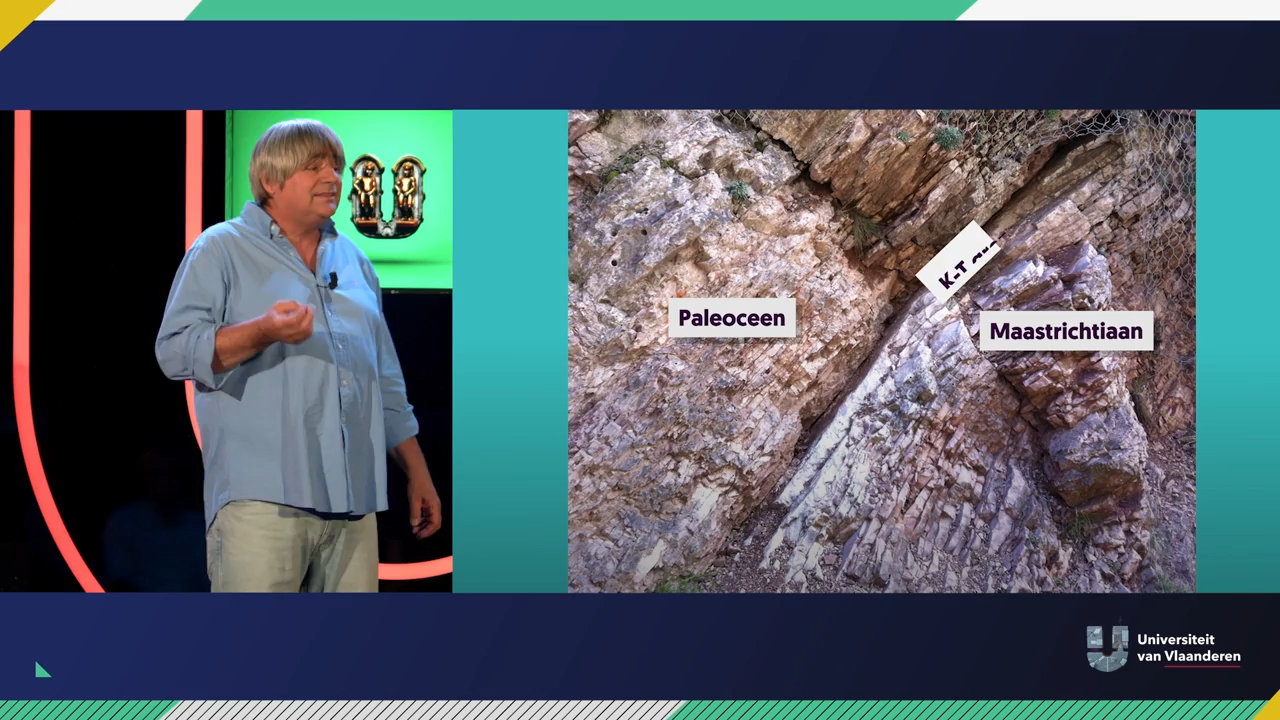 K-T
Paleoceen
Maastrichtiaan
Universiteit
van Vlaanderen